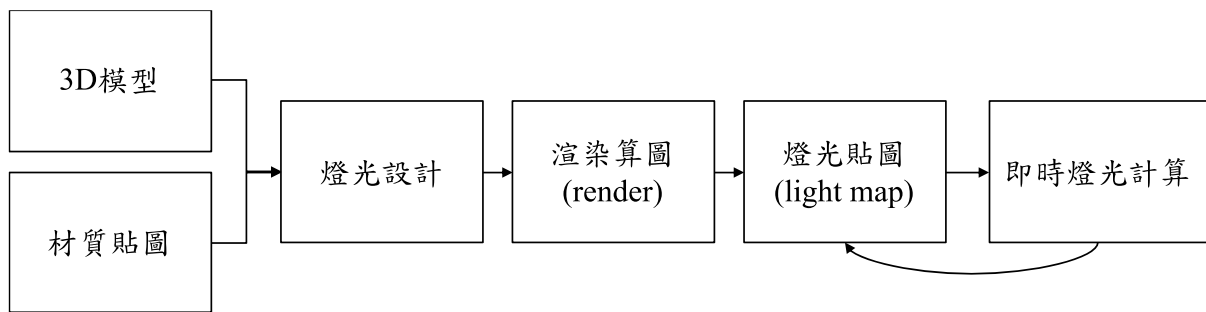 3D模型
材質貼圖
燈光設計
渲染算圖
(render)
燈光貼圖
(light map)
即時燈光計算